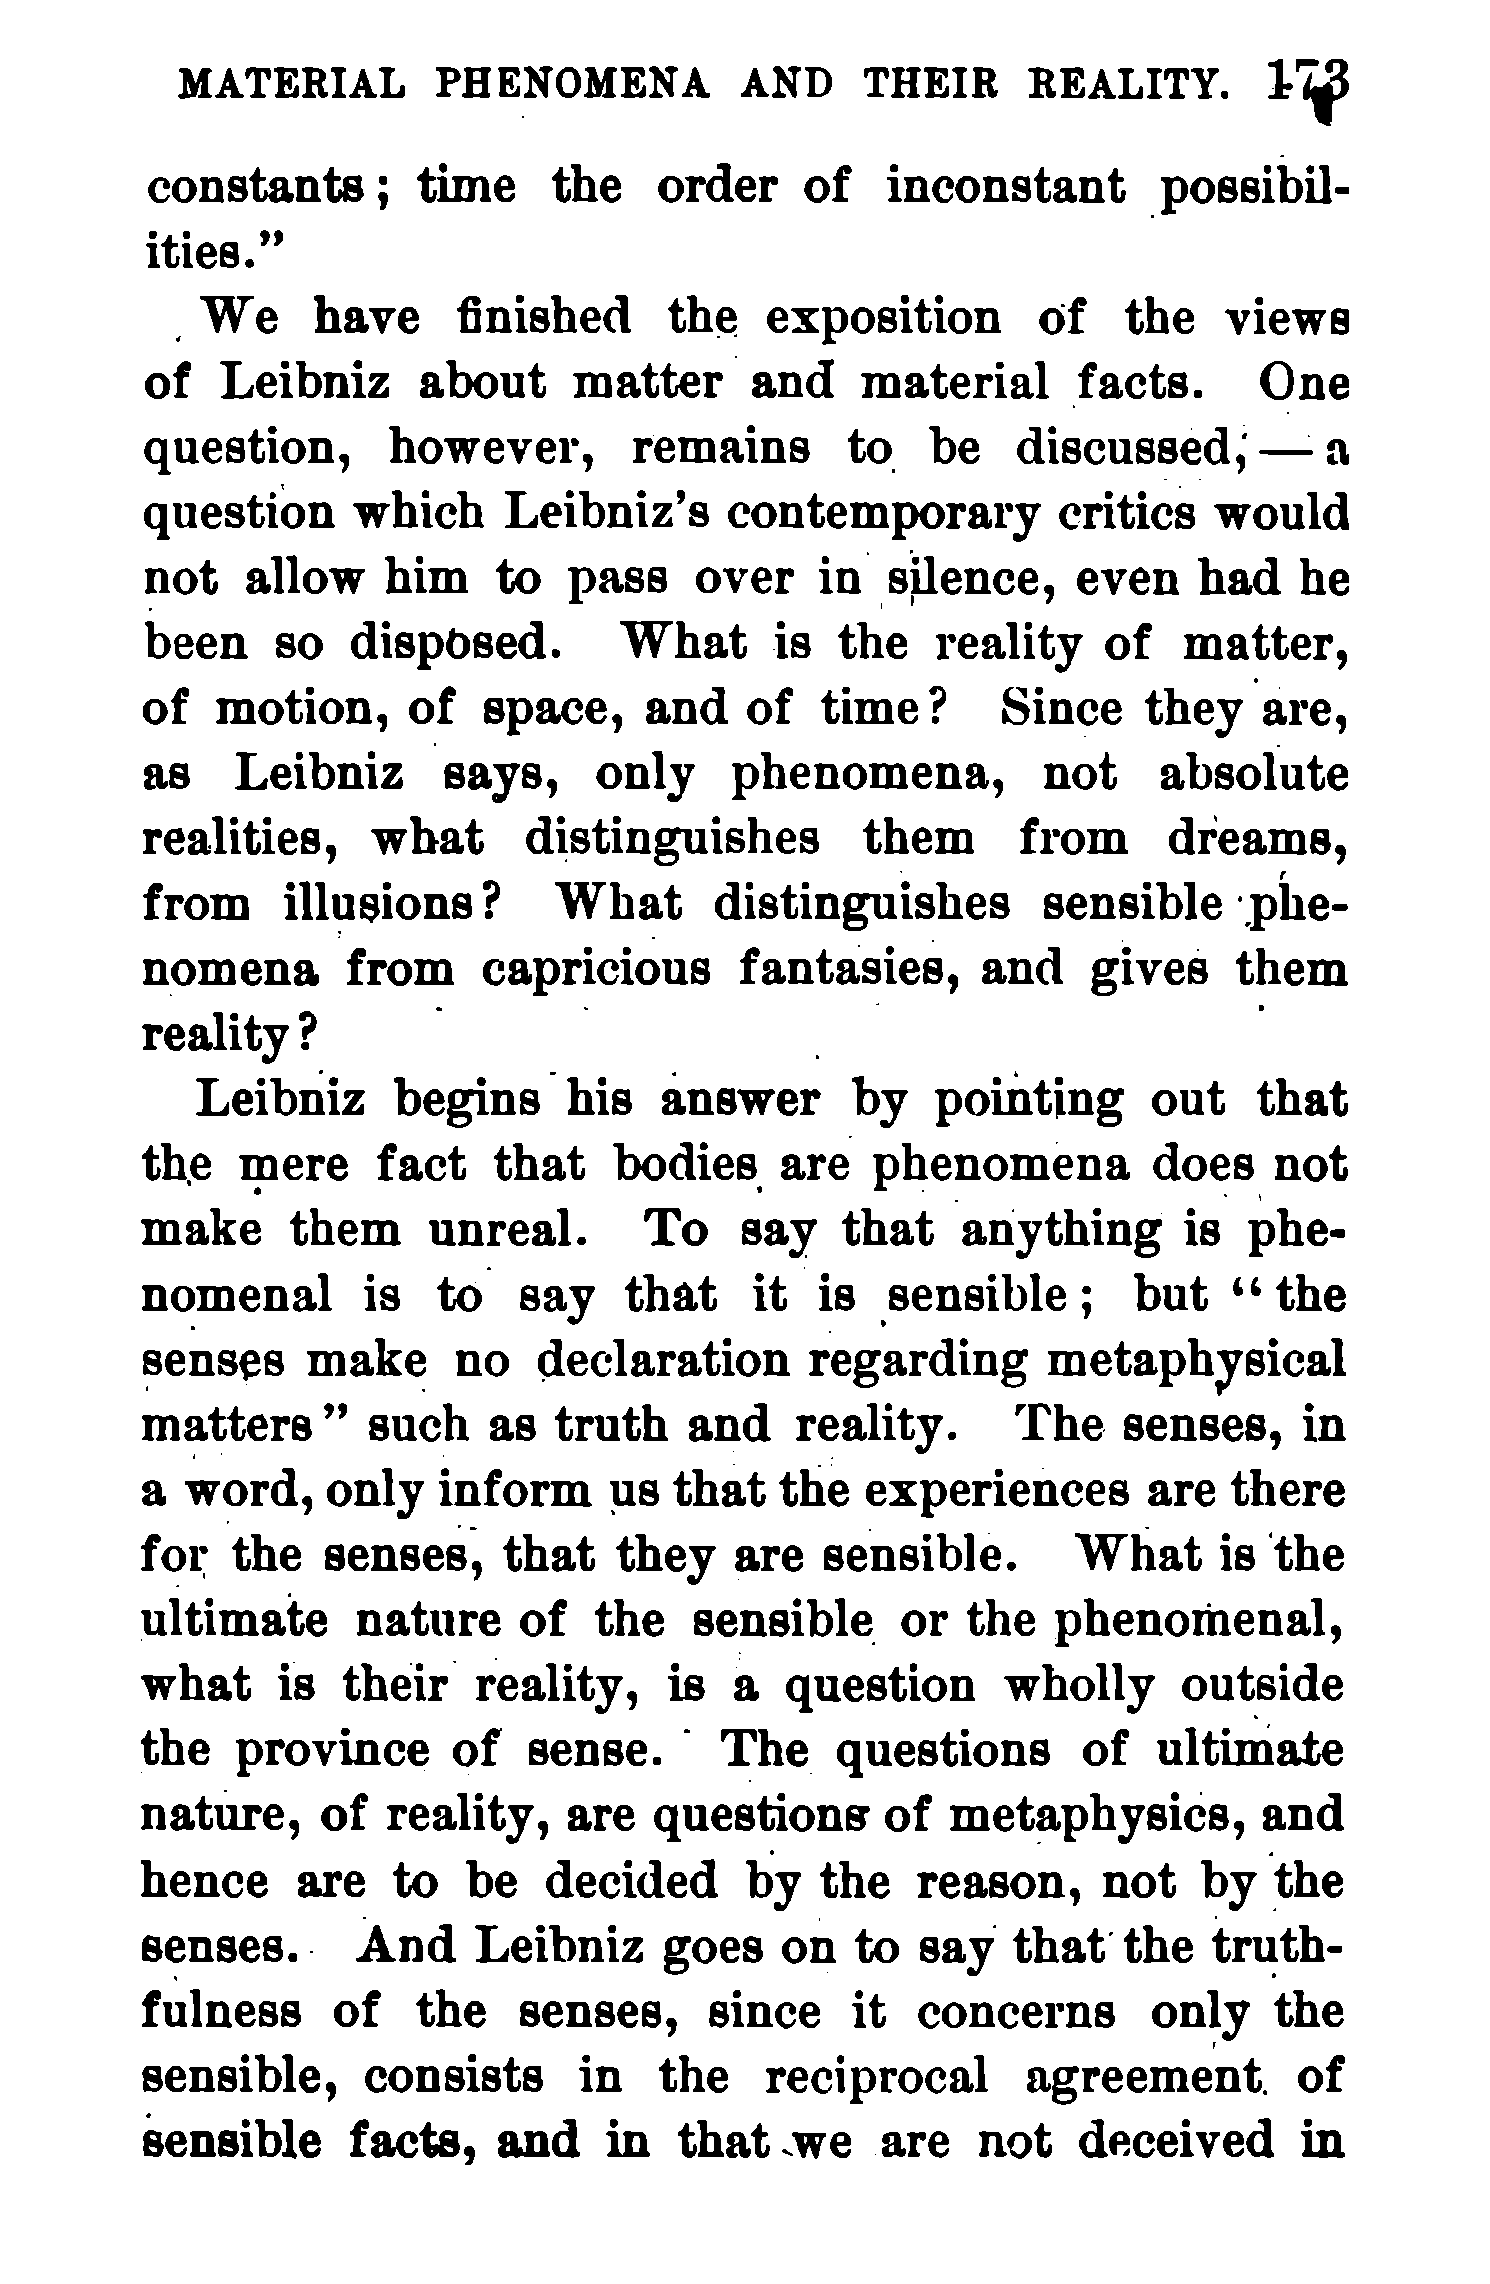 MATERIAL PHENOMENA AND THEIR REALITY. 173
constants; time the order of inconstant possibil-
ities."
We have finished the exposition of the views
of Leibniz about matter and material facts. One
question, however, remains to be discussed,—a
question which Leibniz's contemporary critics would
not allow him to pass over in silence, even had he
been so disposed. What is the reality of matter,
of motion, of space, and of time? Since they are,
as Leibniz says, only phenomena, not absolute
realities, what distinguishes them from dreams,
from illusions? What distinguishes sensible phe-
nomena from capricious fantasies, and gives them
reality?
Leibniz begins his answer by pointing out that
the mere fact that bodies are phenomena does not
make them unreal. To say that anything is phe-
nomenal is to say that it is sensible; but "the
senses make no declaration regarding metaphysical
matters" such as truth and reality. The senses, in
a word, only inform us that the experiences are there
for the senses, that they are sensible. What is the
ultimate nature of the sensible or the phenomenal,
what is their reality, is a question wholly outside
the province of sense. The questions of ultimate
nature, of reality, are questions of metaphysics, and
hence are to be decided by the reason, not by the
senses. And Leibniz goes on to say that the truth-
fulness of the senses, since it concerns only the
sensible, consists in the reciprocal agreement of
sensible facts, and in that we are not deceived in